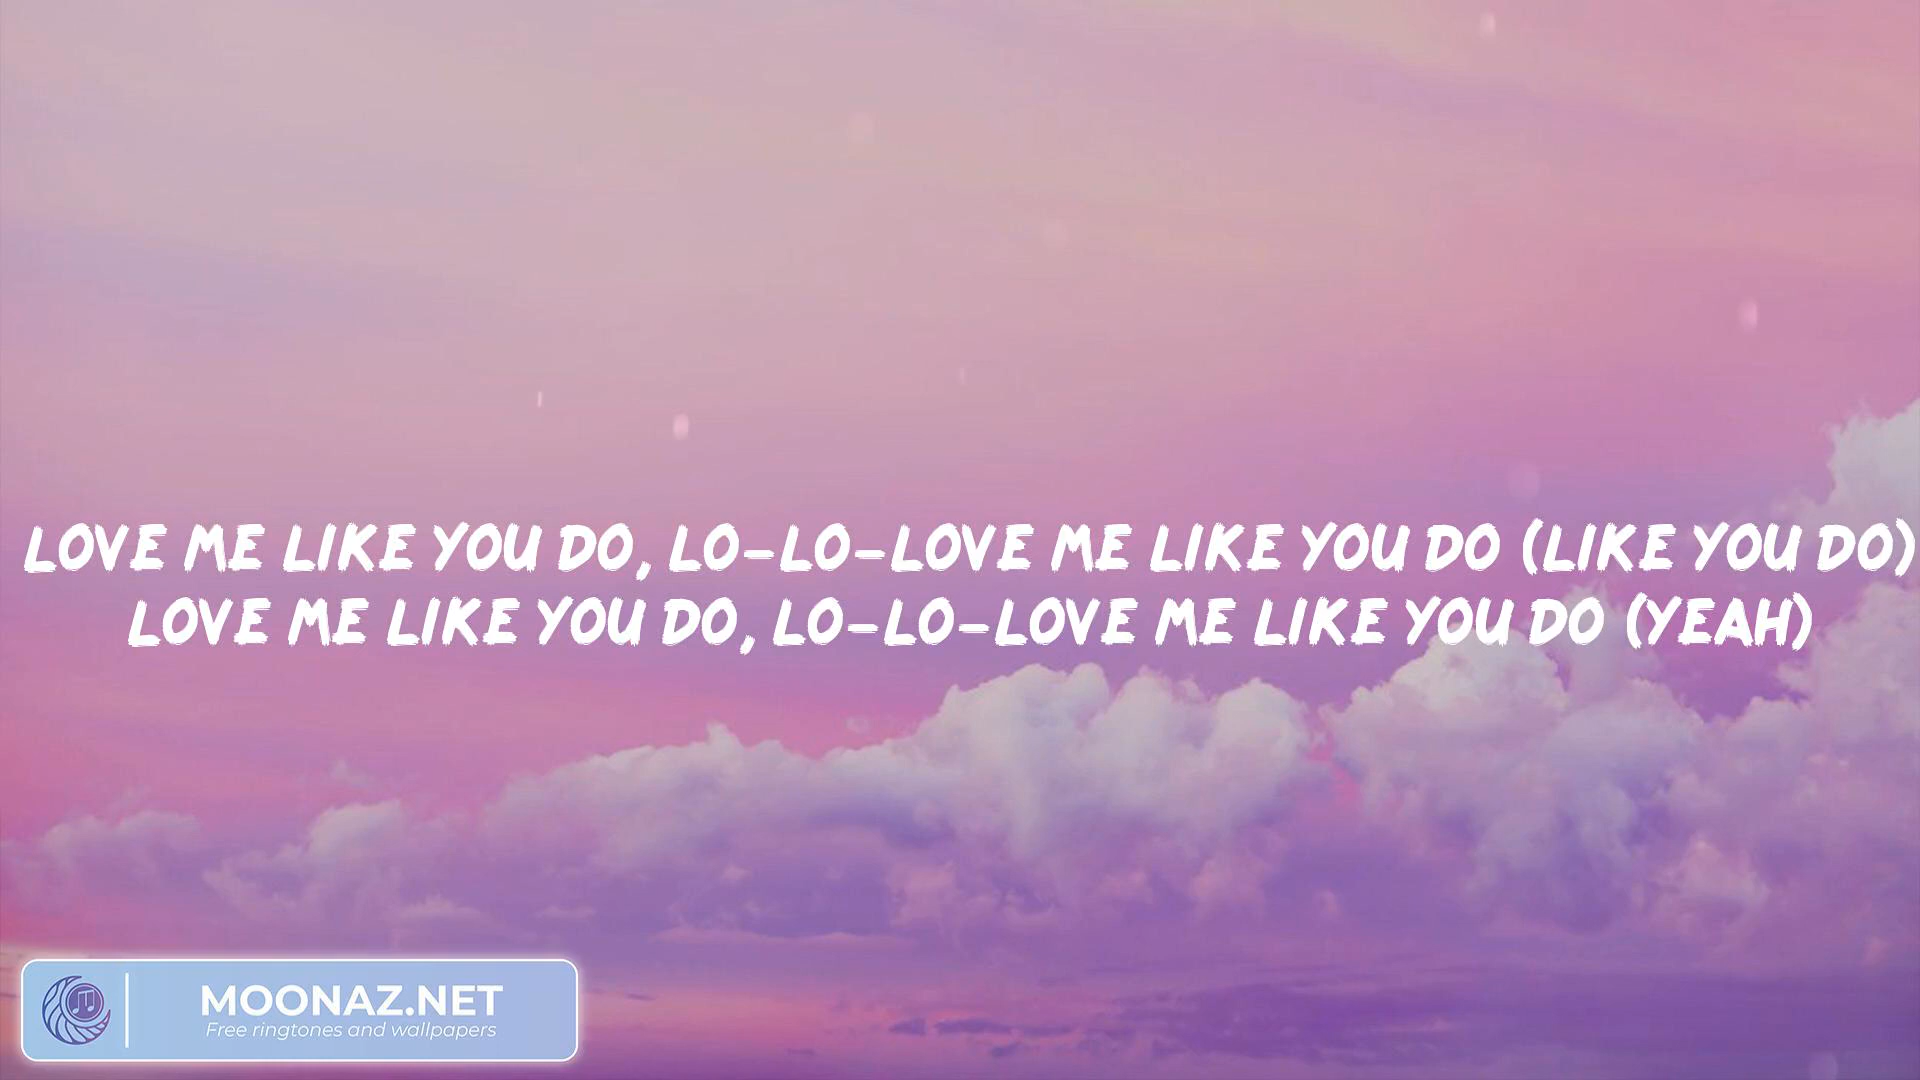 LOVE ME LIKE YOU DO, LO-LO-LOVE ME LIKE YOU DO (LIKE YOU DO)
LOVE ME LIKE YOU DO, LO-LO-LOVE ME LIKE YOU DO (YEAH)
MOONAZ.NET
Free ringtones and wallpapers